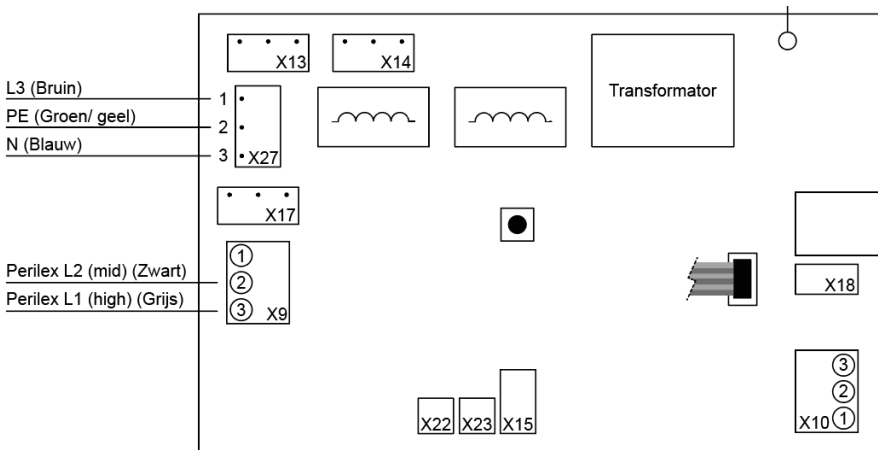 X13
X14
L3 (Bruin)
1
Transformator
PE (Groen/ geel)
2
N (Blauw)
3
X27
X17
1
Perilex L2 (mid) (Zwart)
2
X18
Perilex L1 (high) (Grijs)
3
X9
3
2
X22
X23
X15
X10
1